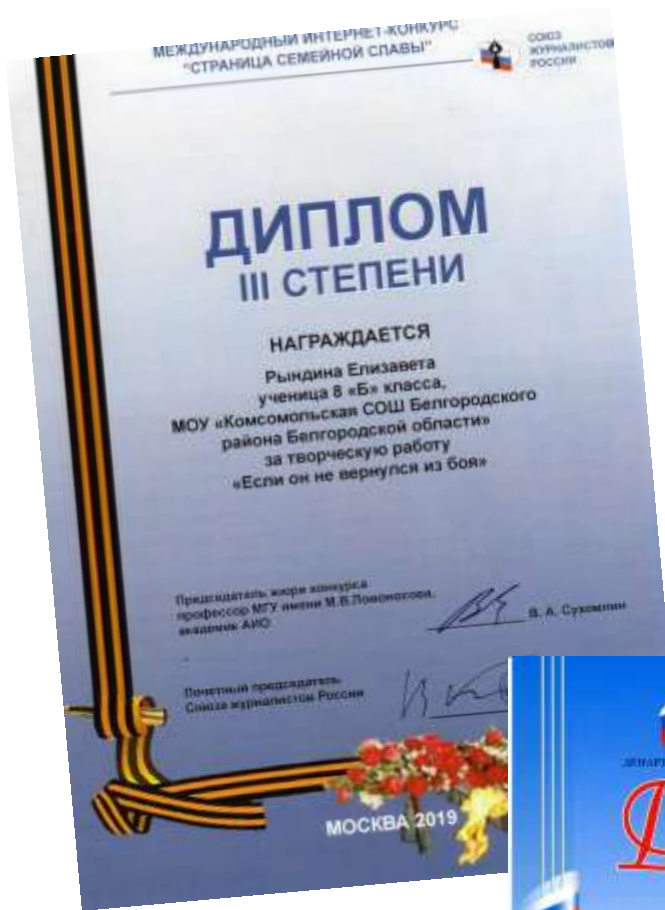 МЕЖДУНАРОДНЫЙ ИНТЕРНЕТ-КОНКУРС
"СТРАНИЦА СЕМЕЙНОЙ СЛАВЫ"
СОЮЗ
ЖУРНАЛИСТОВ
РОССИИ
ДИПЛОМ
III СТЕПЕНИ
НАГРАЖДАЕТСЯ
Рындина Елизавета
ученица 8 «Б» класса,
МОУ «Комсомольская СОШ Белгородского
района Белгородской области»
за творческую работу
«Если он не вернулся из боя»
Председатель жюри конкурса
профессор МГУ имени М.В.Ломоносова,
академик АИО
В. А. Сухомлин
Почетный председатель
Союза журналистов России
МОСКВА 2019